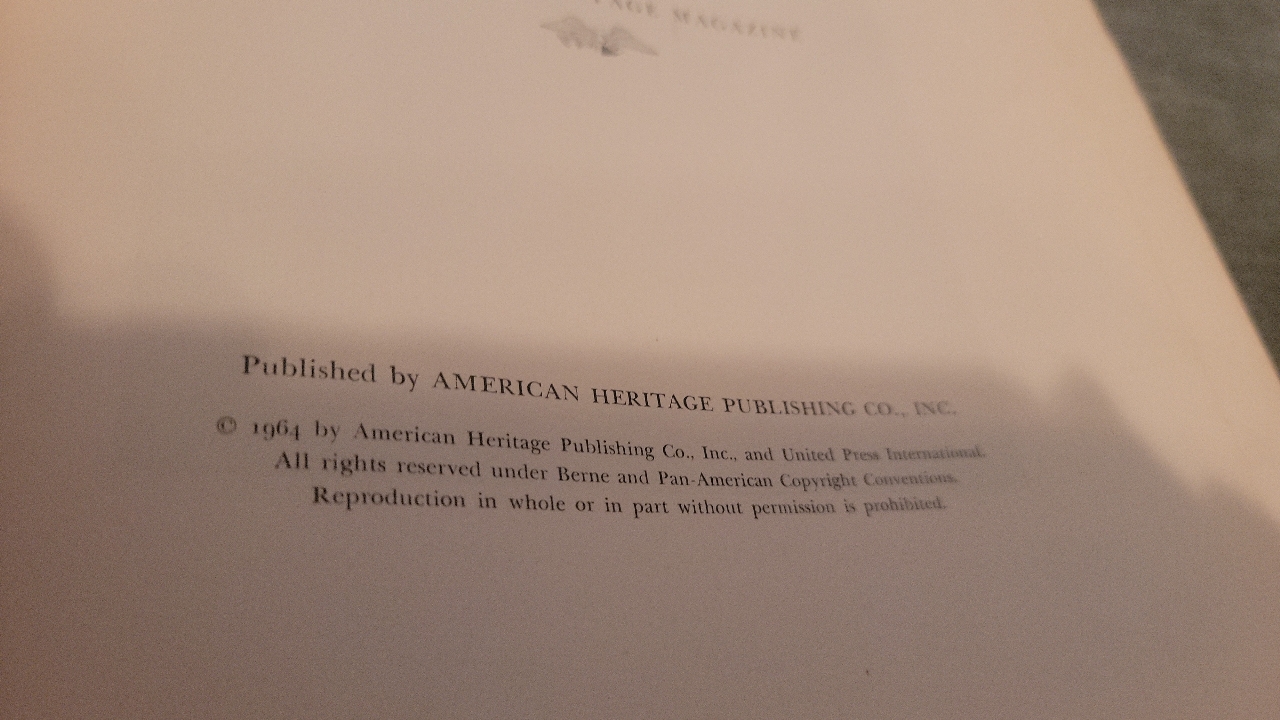 MAGAZINE
Published by AMERICAN HERITAGE PUBLISHING CO., INC.
© 1964 by American Heritage Publishing Co., Inc., and United Press International.
All rights reserved under Berne and Pan-American Copyright Conventions.
Reproduction in whole or in part without permission is prohibited.